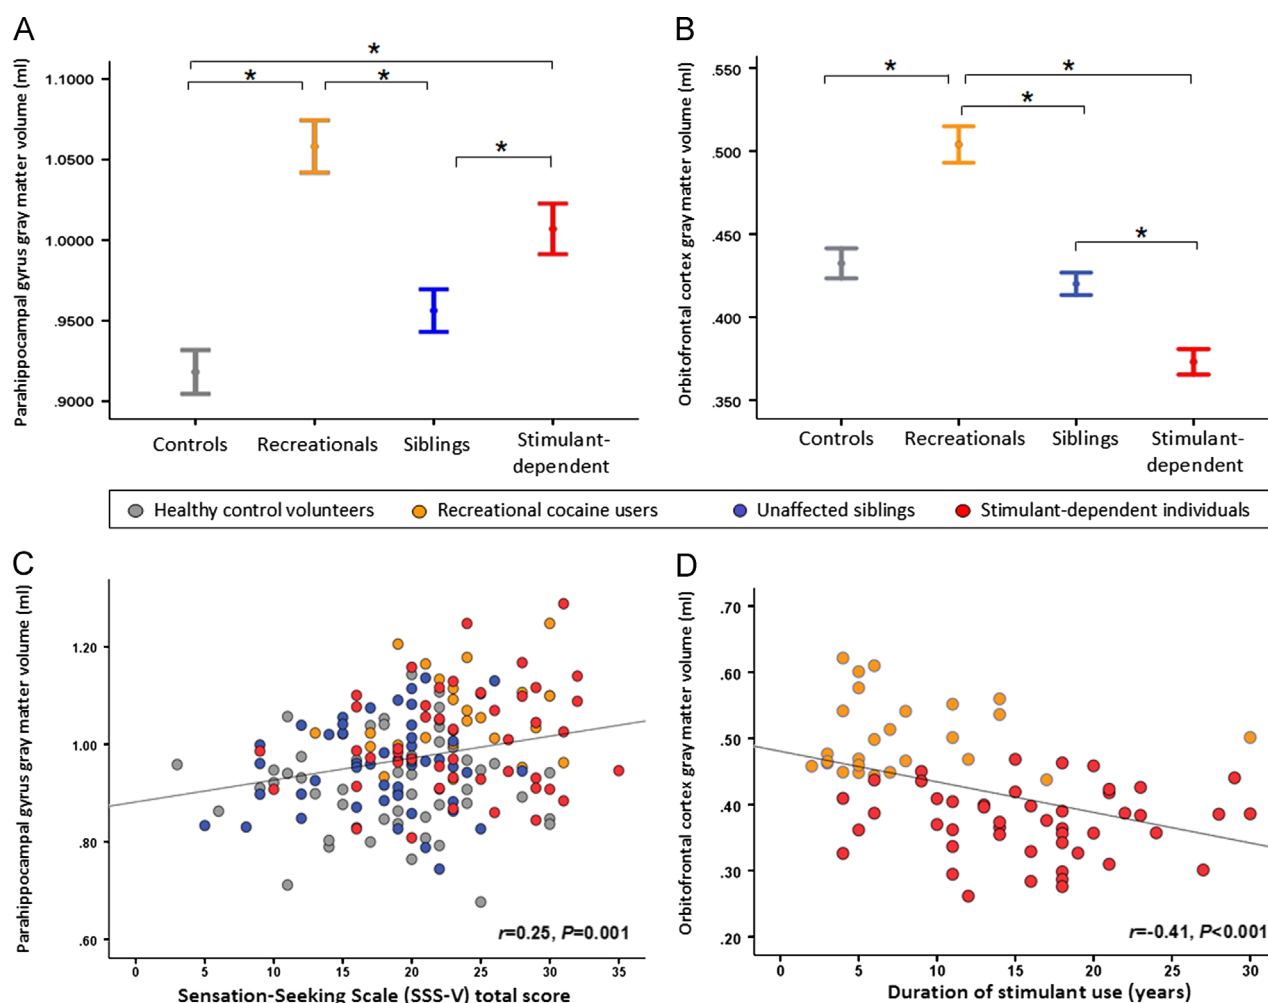 A
Parahippocampal gyrus gray matter volume (ml)
1.1000
1.0500
1.0000
.9500
.9000
*
*
*
*
Controls
Recreationals
Siblings
Stimulant-
dependent
B
Orbitofrontal cortex gray matter volume (ml)
.550
.500
.450
.400
.350
*
*
*
*
Controls
Recreationals
Siblings
Stimulant-
dependent
Healthy control volunteers
Recreational cocaine users
Unaffected siblings
Stimulant-dependent individuals
C
Parahippocampal gyrus gray matter volume (ml)
1.20
1.00
.80
.60
r=0.25, P=0.001
0 5 10 15 20 25 30 35
Sensation-Seeking Scale (SSS-V) total score
D
Orbitofrontal cortex gray matter volume (ml)
.70
.60
.50
.40
.30
.20
r=-0.41, P<0.001
0 5 10 15 20 25 30
Duration of stimulant use (years)